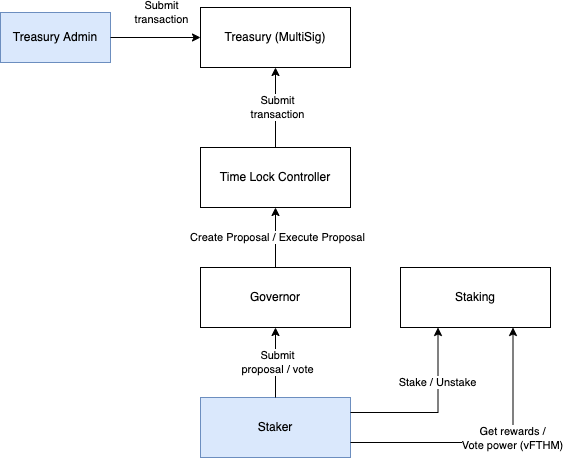 Submit
transaction
Treasury Admin
Treasury (MultiSig)
Submit
transaction
Time Lock Controller
Create Proposal / Execute Proposal
Governor
Staking
Submit
proposal / vote
Stake / Unstake
Staker
Get rewards /
Vote power (vFTHM)